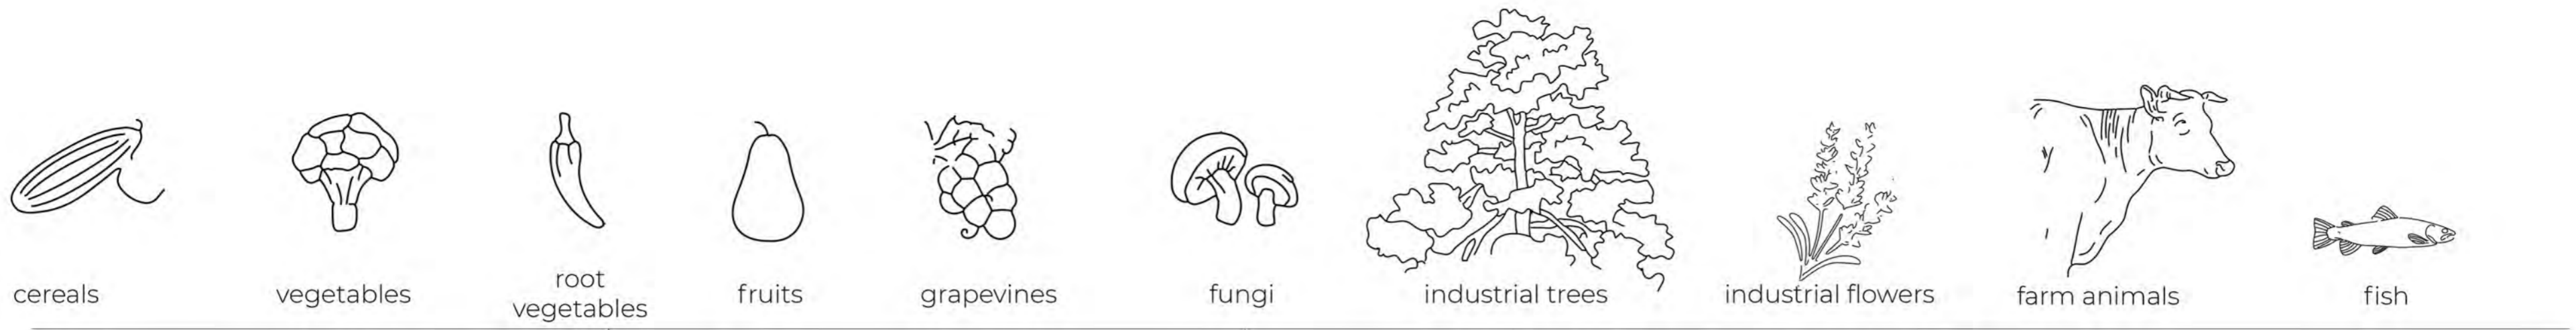 cereals
vegetables
root
vegetables
fruits
grapevines
fungi
industrial trees
industrial flowers
farm animals
fish